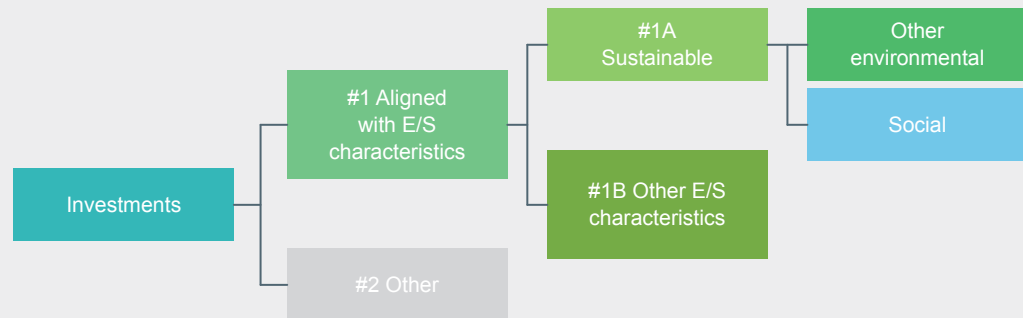 Investments
#1 Aligned
with E/S
characteristics
#2 Other
#1A
Sustainable
#1B Other E/S
characteristics
Other
environmental
Social